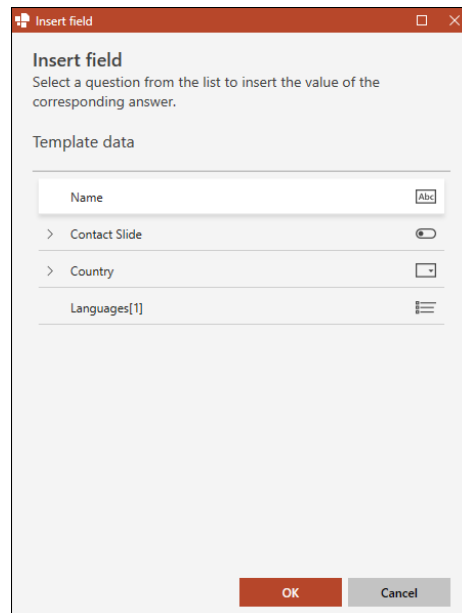 Insert field
Insert field
Select a question from the list to insert the value of the
corresponding answer.
Template data
Name Abc
Contact Slide
Country
Languages[1]
OK Cancel